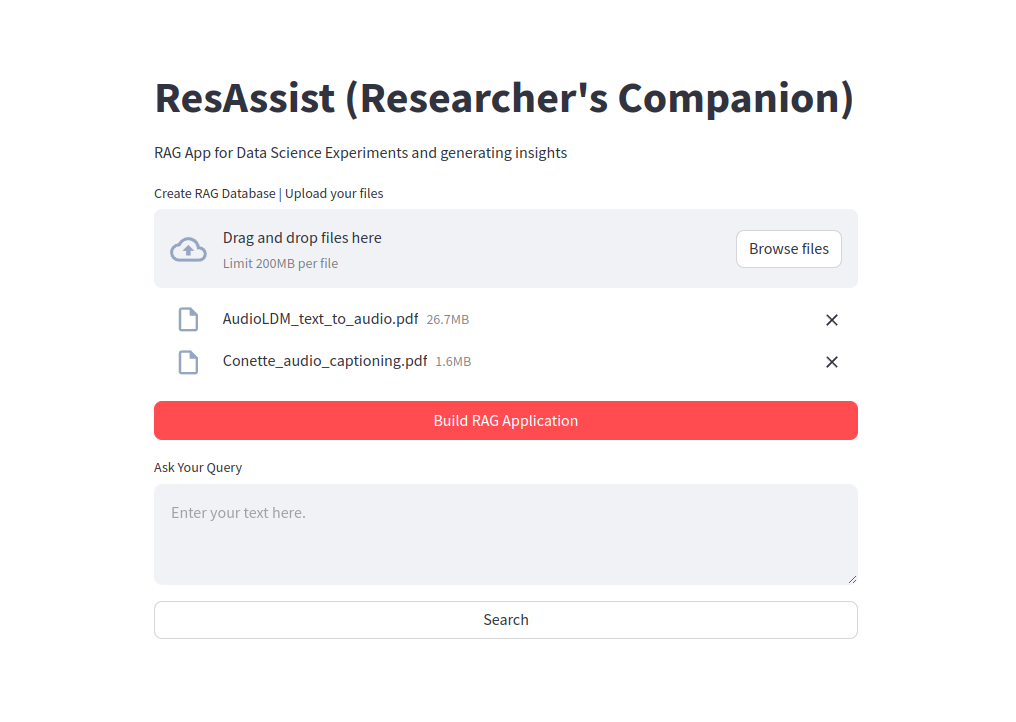 ResAssist (Researcher's Companion)
RAG App for Data Science Experiments and generating insights
Create RAG Database | Upload your files
Drag and drop files here
Limit 200MB per file
Browse files
AudioLDM_text_to_audio.pdf 26.7MB
Conette_audio_captioning.pdf 1.6MB
Build RAG Application
Ask Your Query
Enter your text here.
Search